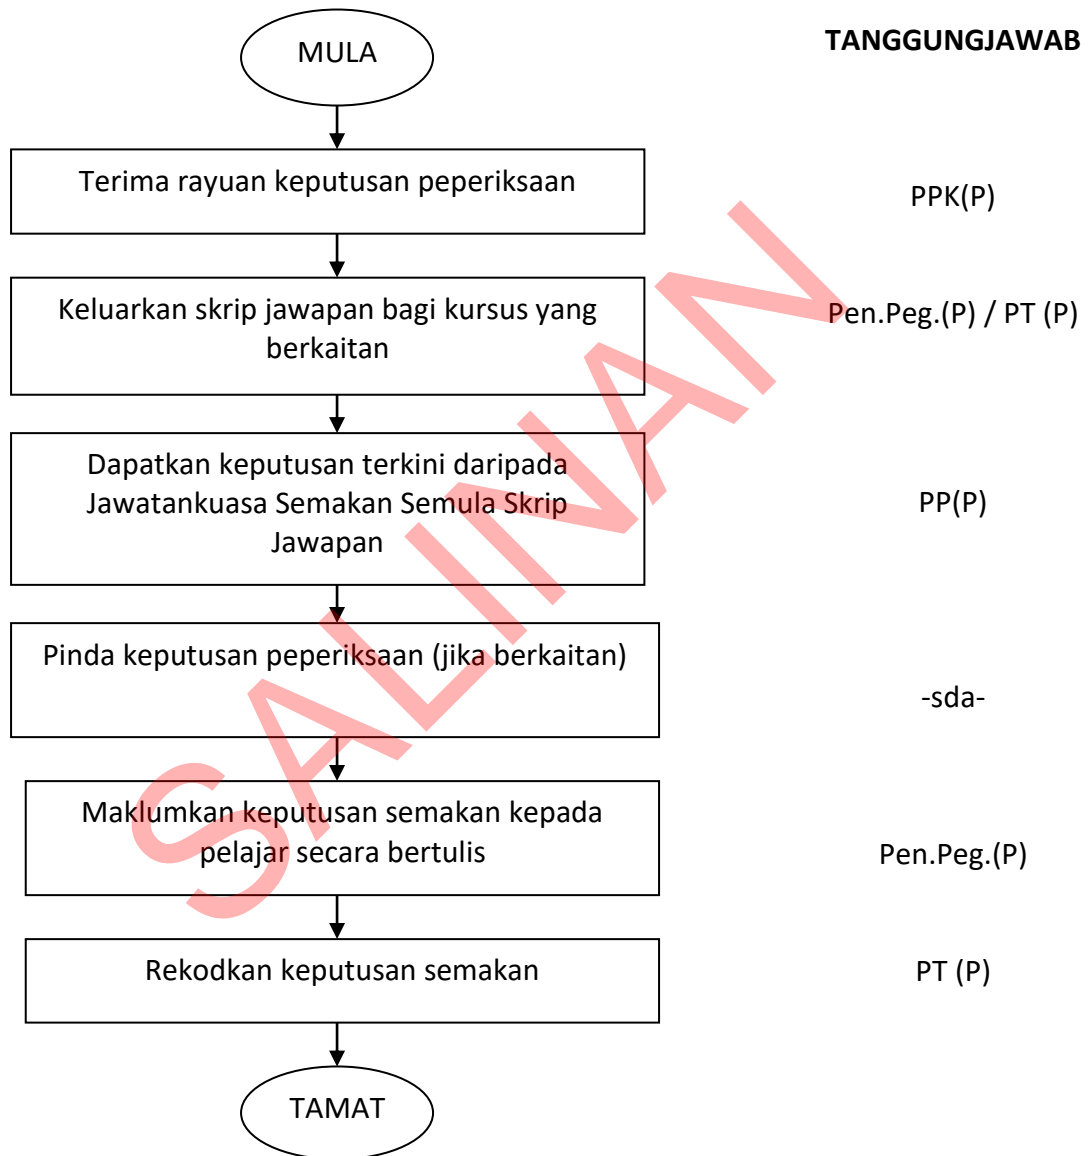 MULA
TANGGUNGJAWAB
Terima rayuan keputusan peperiksaan
PPK(P)
Keluarkan skrip jawapan bagi kursus yang
berkaitan
Pen.Peg.(P) / PT (P)
Dapatkan keputusan terkini daripada
Jawatankuasa Semakan Semula Skrip
Jawapan
PP(P)
Pinda keputusan peperiksaan (jika berkaitan)
-sda-
Maklumkan keputusan semakan kepada
pelajar secara bertulis
Pen.Peg.(P)
Rekodkan keputusan semakan
PT (P)
TAMAT
SALINAN